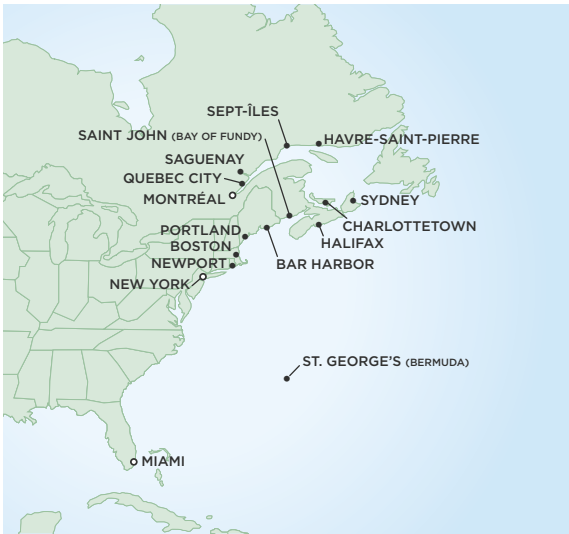 SEPT-ÎLES
SAINT JOHN (BAY OF FUNDY)
HAVRE-SAINT-PIERRE
SAGUENAY
QUEBEC CITY
MONTRÉAL
SYDNEY
CHARLOTTETOWN
PORTLAND
HALIFAX
BOSTON
NEWPORT
BAR HARBOR
NEW YORK
ST. GEORGE'S (BERMUDA)
MIAMI